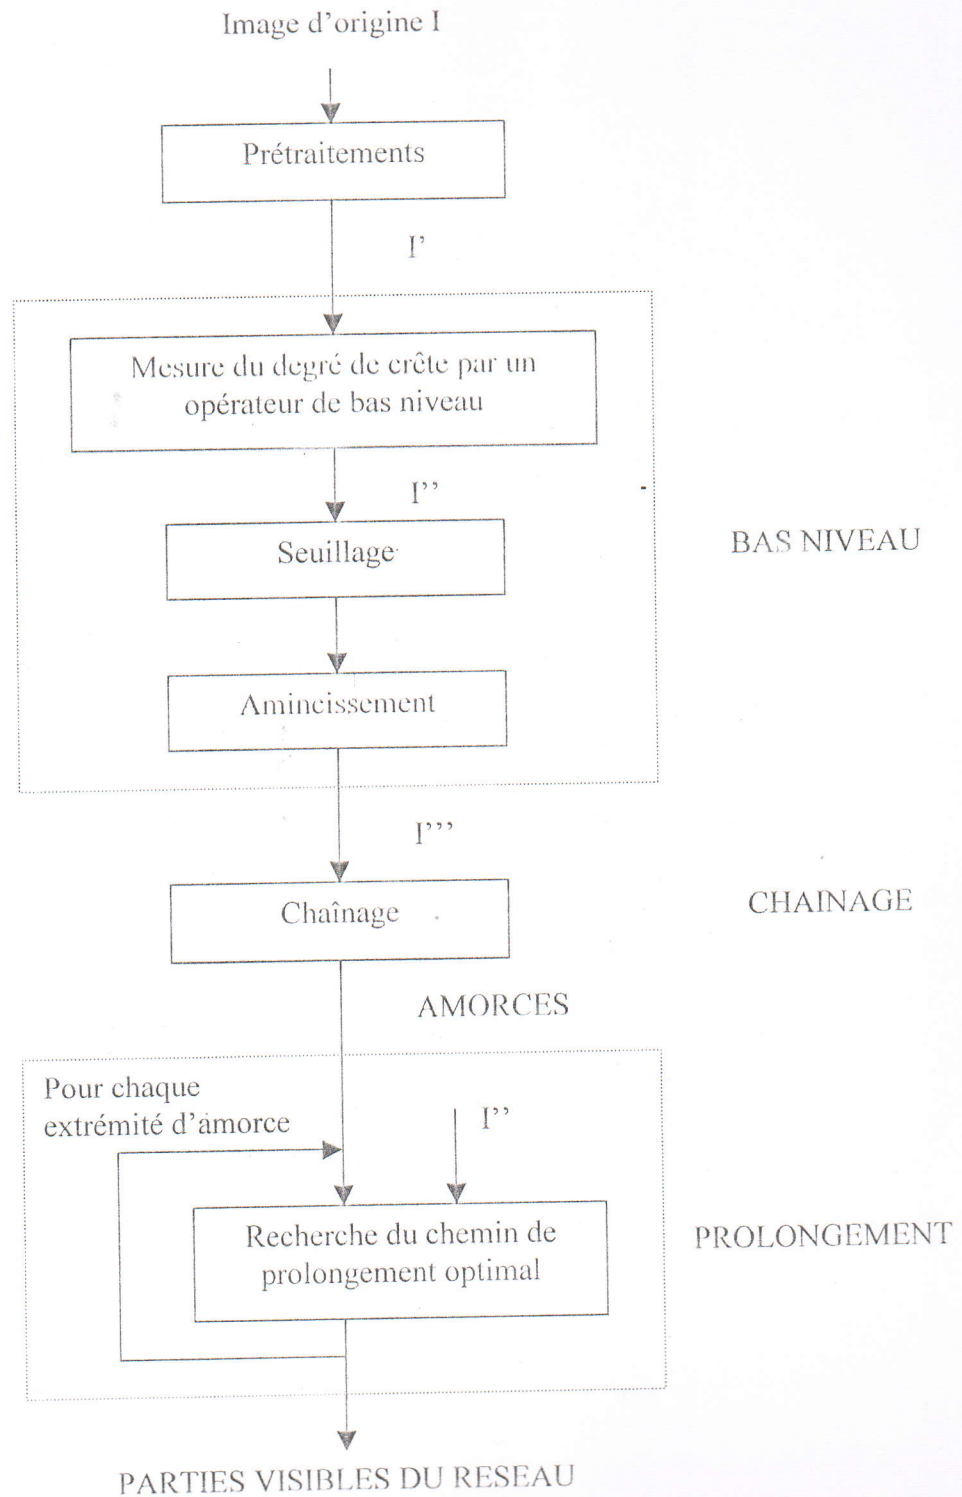 Image d'origine I
Prétraitements
I'
Mesure du degré de crête par un
opérateur de bas niveau
I''
Seuillage
BAS NIVEAU
Amincissement
I'''
Chaînage
CHAINAGE
AMORCES
Pour chaque
extrémité d'amorce
I''
Recherche du chemin de
prolongement optimal
PROLONGEMENT
PARTIES VISIBLES DU RESEAU